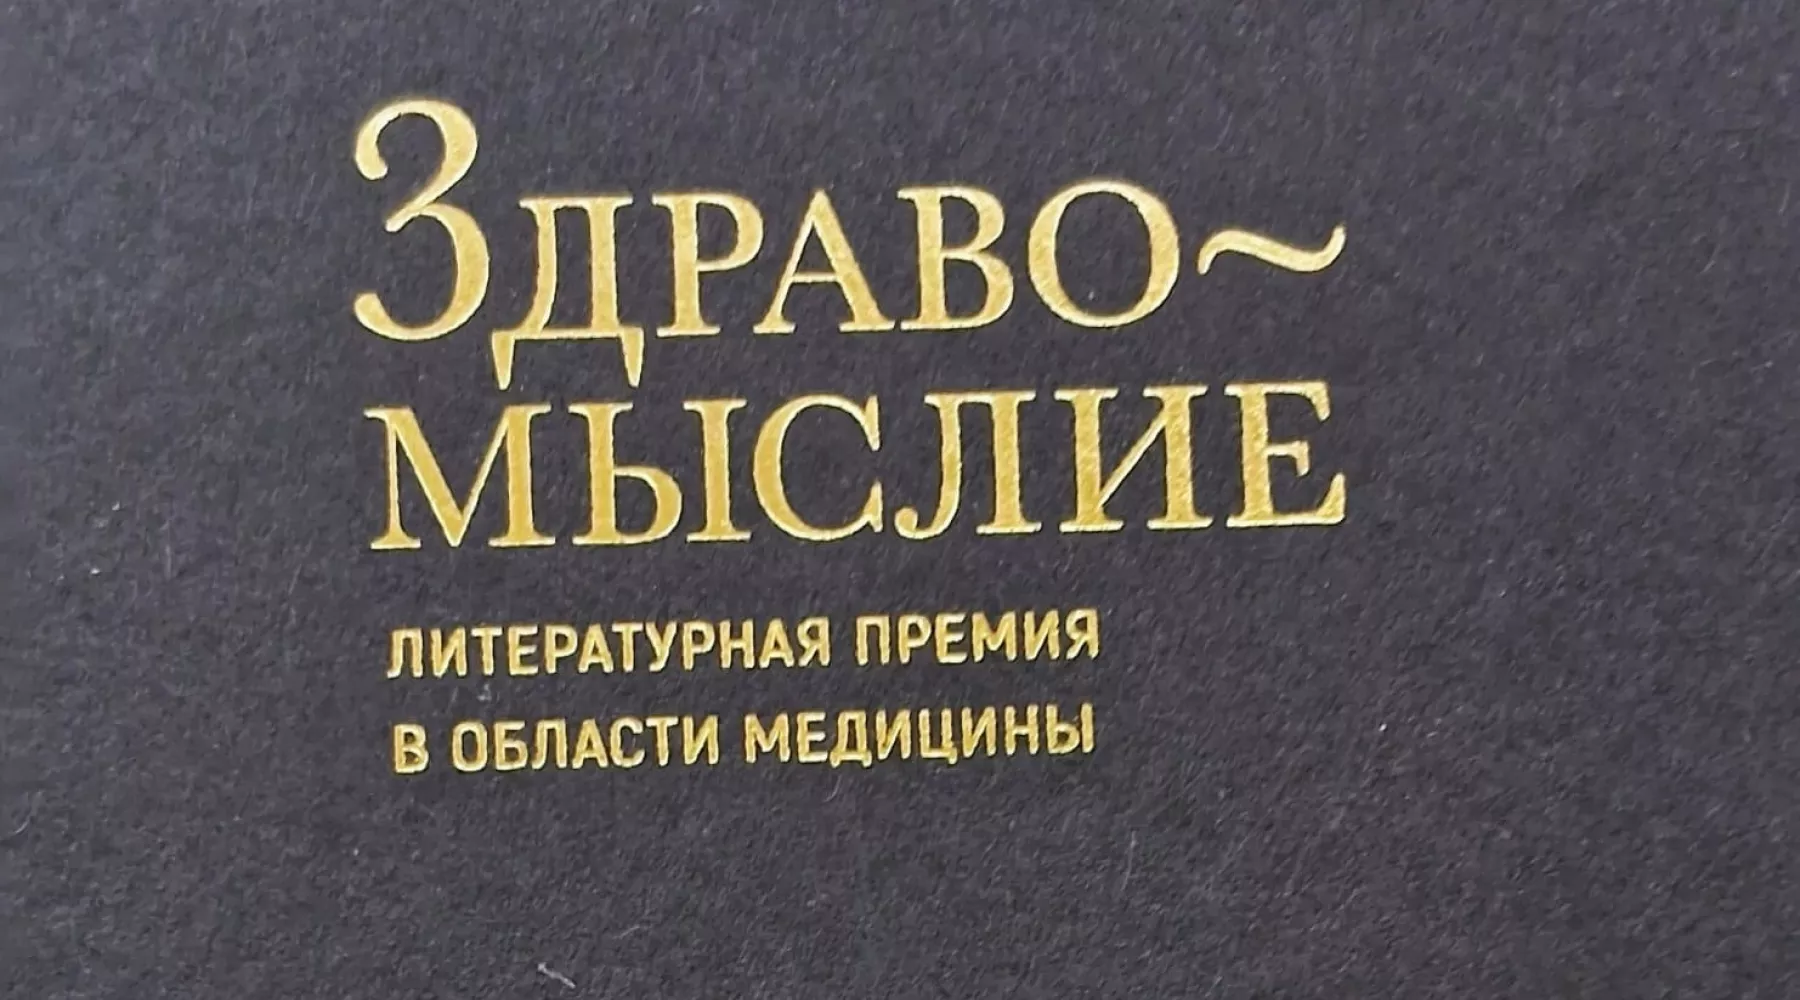 Здраво~
мыслие
ЛИТЕРАТУРНАЯ ПРЕМИЯ
В ОБЛАСТИ МЕДИЦИНЫ